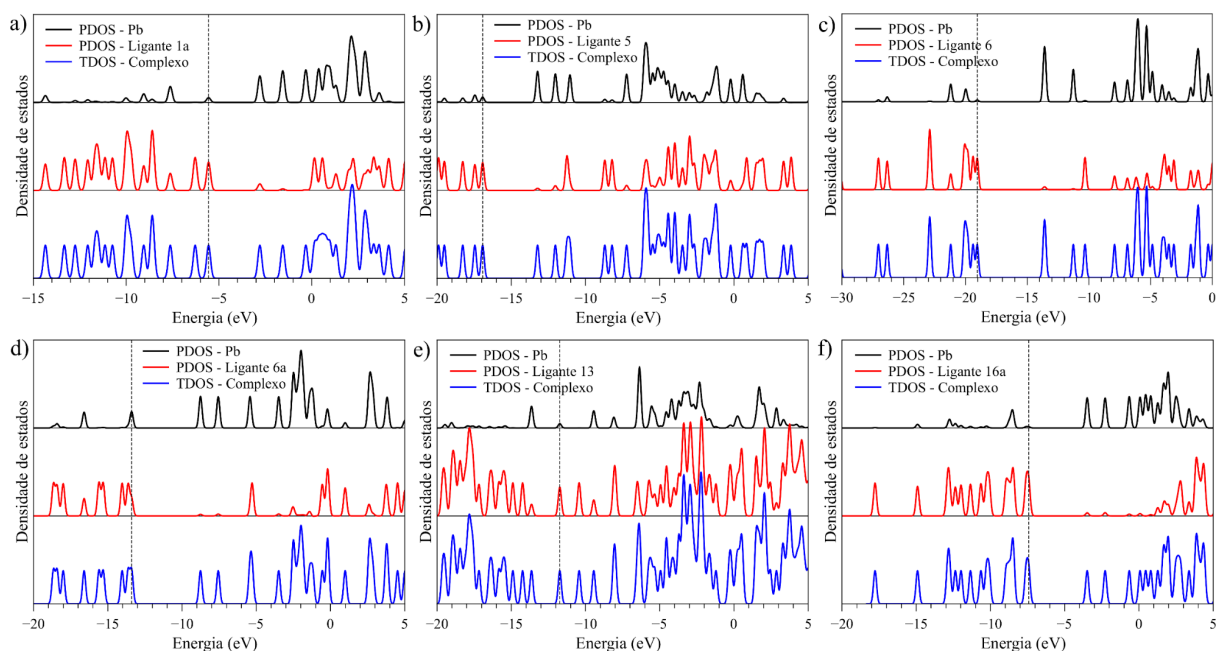 a)
PDOS - Pb
PDOS - Ligante 1a
TDOS - Complexo
Densidade de estados
−15 −10 −5 0 5
Energia (eV)
b)
PDOS - Pb
PDOS - Ligante 5
TDOS - Complexo
Densidade de estados
−20 −15 −10 −5 0 5
Energia (eV)
c)
PDOS - Pb
PDOS - Ligante 6
TDOS - Complexo
Densidade de estados
−30 −25 −20 −15 −10 −5 0
Energia (eV)
d)
PDOS - Pb
PDOS - Ligante 6a
TDOS - Complexo
Densidade de estados
−20 −15 −10 −5 0 5
Energia (eV)
e)
PDOS - Pb
PDOS - Ligante 13
TDOS - Complexo
Densidade de estados
−20 −15 −10 −5 0 5
Energia (eV)
f)
PDOS - Pb
PDOS - Ligante 16a
TDOS - Complexo
Densidade de estados
−20 −15 −10 −5 0 5
Energia (eV)